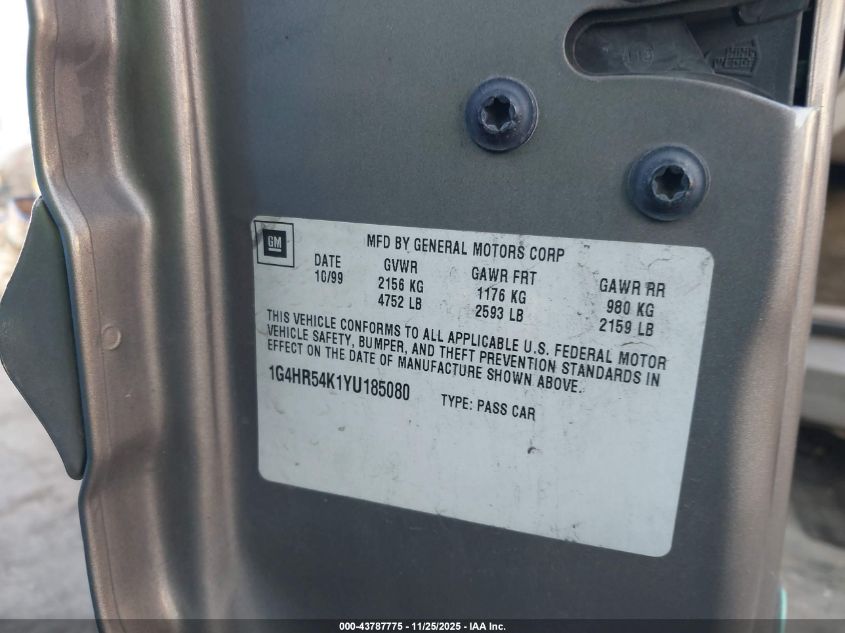 GM
MFD BY GENERAL MOTORS CORP
DATE GVWR GAWR FRT GAWR RR
10/99 2156 KG 1176 KG 980 KG
4752 LB 2593 LB 2159 LB
THIS VEHICLE CONFORMS TO ALL APPLICABLE U.S. FEDERAL MOTOR
VEHICLE SAFETY, BUMPER, AND THEFT PREVENTION STANDARDS IN
EFFECT ON THE DATE OF MANUFACTURE SHOWN ABOVE.
1G4HR54K1YU185080 TYPE: PASS CAR
000-43787775 - 11/25/2025 - IAA Inc.